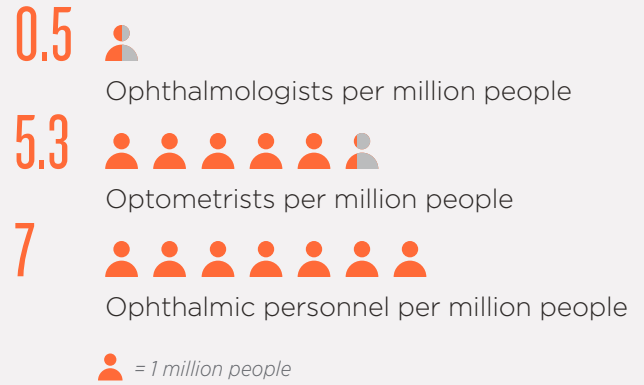 0.5
Ophthalmologists per million people
5.3
Optometrists per million people
7
Ophthalmic personnel per million people
= 1 million people